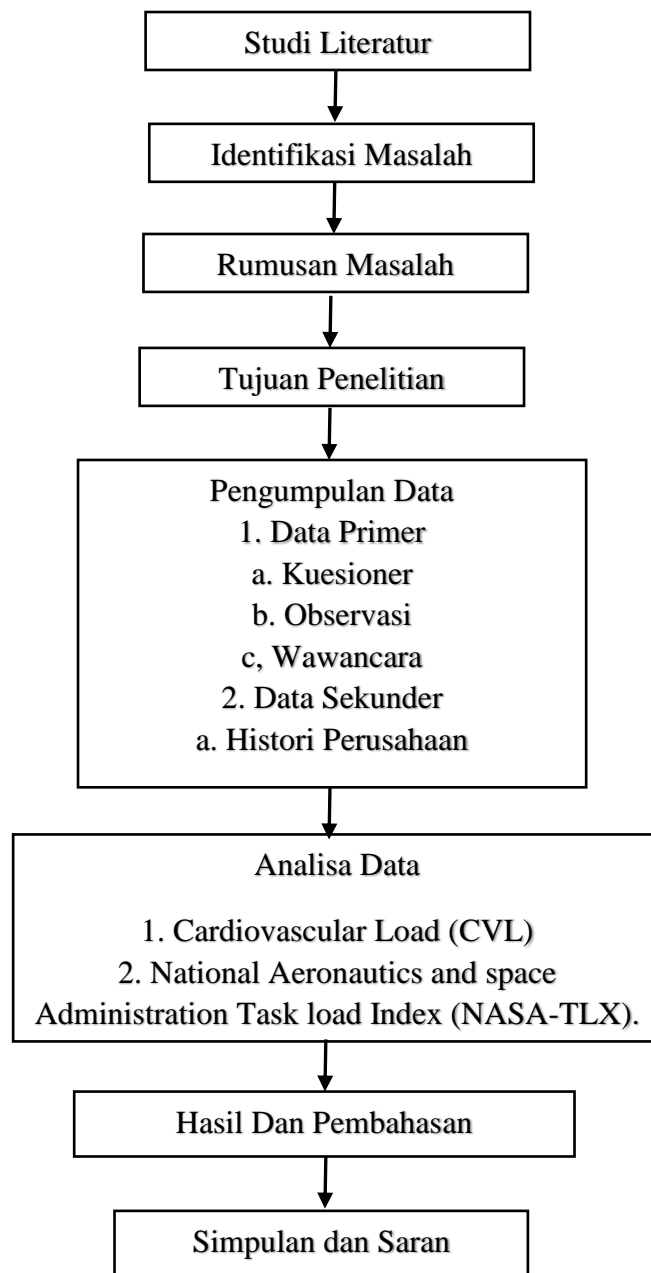 Studi Literatur
Identifikasi Masalah
Rumusan Masalah
Tujuan Penelitian
Pengumpulan Data
1. Data Primer
a. Kuesioner
b. Observasi
c, Wawancara
2. Data Sekunder
a. Histori Perusahaan
Analisa Data
1. Cardiovascular Load (CVL)
2. National Aeronautics and space
Administration Task load Index (NASA-TLX).
Hasil Dan Pembahasan
Simpulan dan Saran